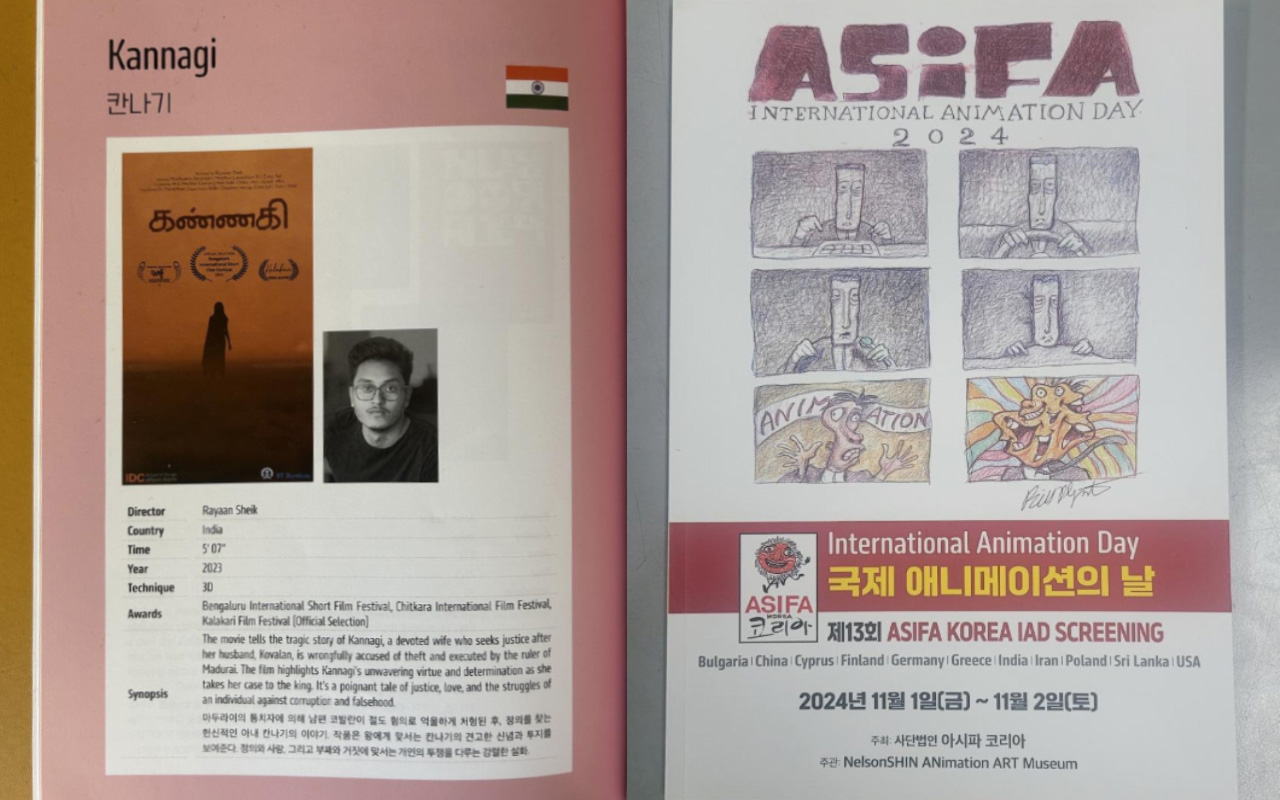 Kannagi
칸나기
கண்ணகி
Bengaluru
International Short
Film Festival
IDC
Director Rayaan Sheik
Country India
Time 5' 07"
Year 2023
Technique 3D
Awards Bengaluru International Short Film Festival, Chitkara International Film Festival,
Kalakari Film Festival [Official Selection]
Synopsis The movie tells the tragic story of Kannagi, a devoted wife who seeks justice after
her husband, Kovalan, is wrongfully accused of theft and executed by the ruler of
Madurai. The film highlights Kannagi's unwavering virtue and determination as she
takes her case to the king. It's a poignant tale of justice, love, and the struggles of
an individual against corruption and falsehood.
마두라이의 통치자에 의해 남편 코발란이 절도 혐의로 억울하게 처형된 후, 정의를 찾는
헌신적인 아내 칸나기의 이야기. 작품은 왕에게 맞서는 칸나기의 견고한 신념과 투지를
보여준다. 정의와 사랑, 그리고 부패와 거짓에 맞서는 개인의 투쟁을 다루는 강렬한 실화.
ASiFA
INTERNATIONAL ANIMATION DAY
2024
ANIMATION
International Animation Day
국제 애니메이션의 날
ASIFA
KOREA
코리아
제13회 ASIFA KOREA IAD SCREENING
Bulgaria | China | Cyprus | Finland | Germany | Greece | India | Iran | Poland | Sri Lanka | USA
2024년 11월 1일(금) ~ 11월 2일(토)
주최: 사단법인 아시파 코리아
주관: NelsonSHIN ANimation ART Museum